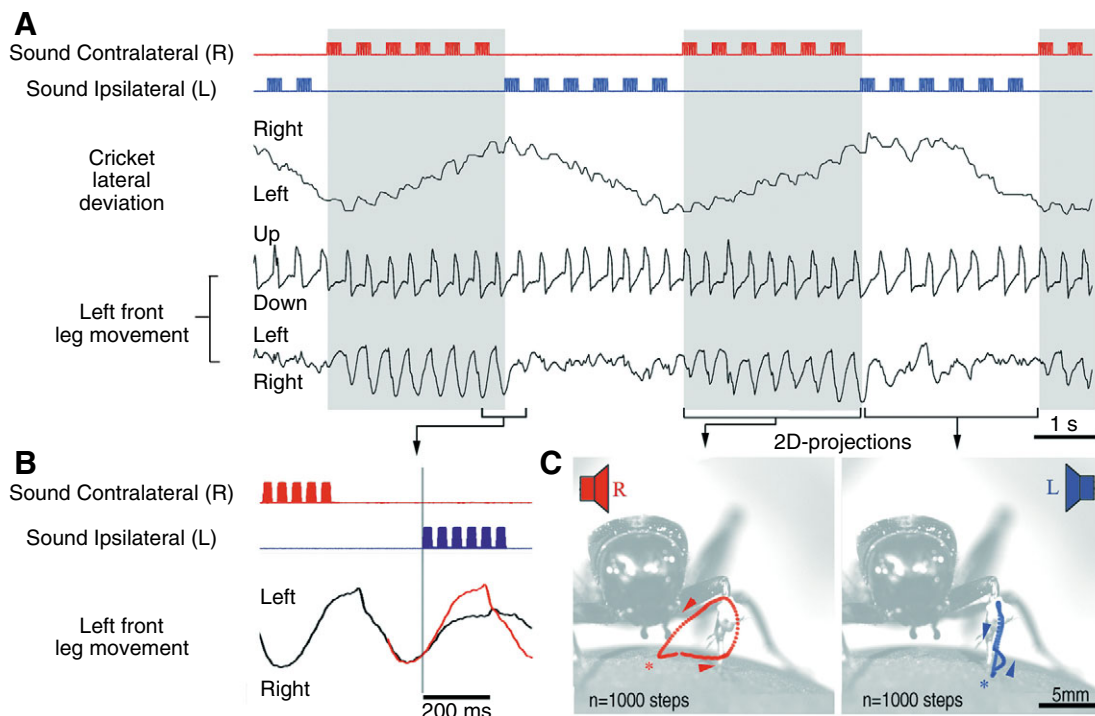 A
Sound Contralateral (R)
Sound Ipsilateral (L)
Right
Cricket
lateral
deviation
Left
Up
Left front
leg movement
Down
Left
Right
1 s
2D-projections
B
Sound Contralateral (R)
Sound Ipsilateral (L)
Left
Left front
leg movement
Right
200 ms
C
R
*
n=1000 steps
L
*
n=1000 steps
5mm